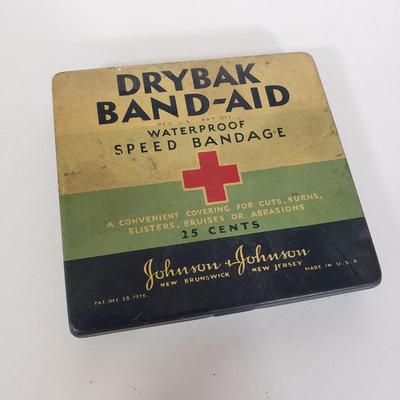 DRYBAK
BAND-AID
REG. U.S. PAT. OFF.
WATERPROOF
SPEED BANDAGE
A CONVENIENT COVERING FOR CUTS, BURNS,
BLISTERS, BRUISES OR ABRASIONS
25 CENTS
Johnson & Johnson
NEW BRUNSWICK NEW JERSEY
MADE IN U.S.A
PAT. DEC 28.1926